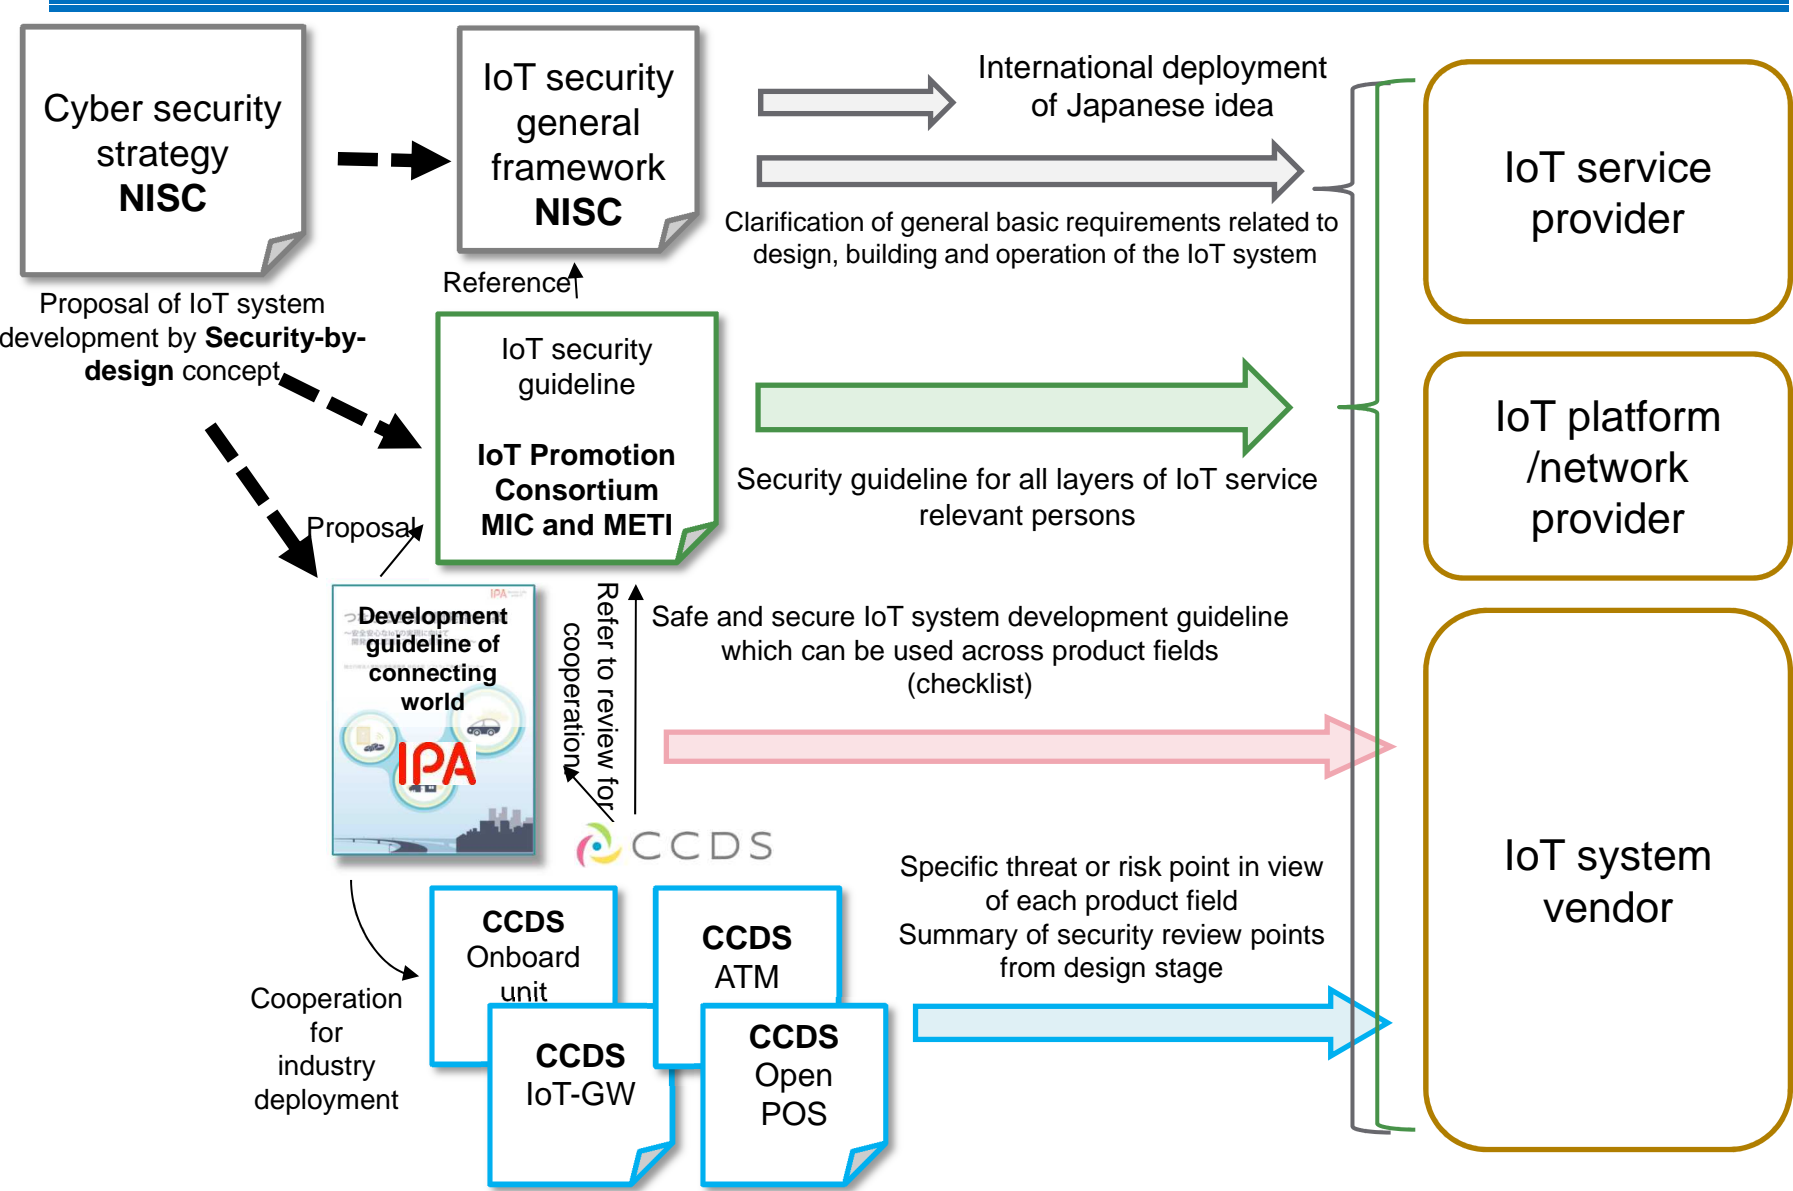 Cyber security
strategy
NISC
IoT security
general
framework
NISC
International deployment
of Japanese idea
Clarification of general basic requirements related to
design, building and operation of the IoT system
IoT service
provider
Proposal of IoT system
development by Security-by-
design concept
Reference
IoT security
guideline
IoT Promotion
Consortium
MIC and METI
Security guideline for all layers of IoT service
relevant persons
IoT platform
/network
provider
Proposal
IPA
Development
guideline of
connecting
world
IPA
Refer to review for
cooperation
Safe and secure IoT system development guideline
which can be used across product fields
(checklist)
CCDS
IoT system
vendor
Specific threat or risk point in view
of each product field
Summary of security review points
from design stage
Cooperation
for
industry
deployment
CCDS
Onboard
unit
CCDS
ATM
CCDS
IoT-GW
CCDS
Open
POS